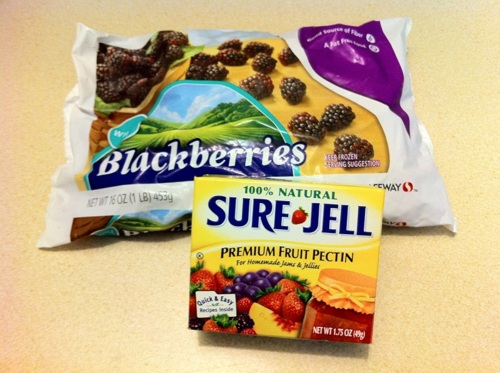 Good Source of Fiber
A Fat Free Food
Blackberries
KEEP FROZEN
SERVING SUGGESTION
NET WT 16 OZ (1 LB) 453g
SAFEWAY
100% NATURAL
SURE JELL
PREMIUM FRUIT PECTIN
For Homemade Jams & Jellies
Quick & Easy
Recipes Inside
NET WT 1.75 OZ (49g)